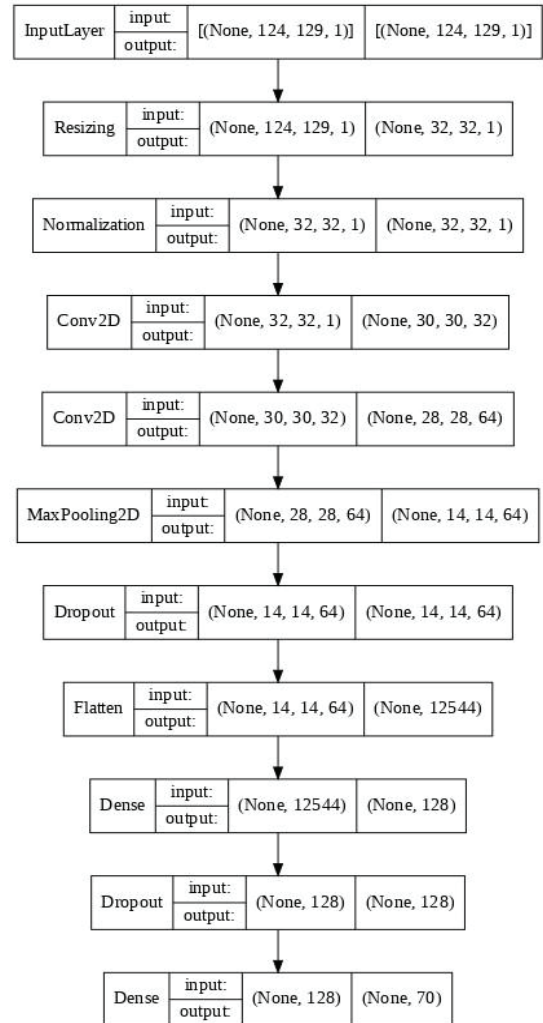 InputLayer input: [(None, 124, 129, 1)] [(None, 124, 129, 1)]
output:
Resizing input: (None, 124, 129, 1) (None, 32, 32, 1)
output:
Normalization input: (None, 32, 32, 1) (None, 32, 32, 1)
output:
Conv2D input: (None, 32, 32, 1) (None, 30, 30, 32)
output:
Conv2D input: (None, 30, 30, 32) (None, 28, 28, 64)
output:
MaxPooling2D input: (None, 28, 28, 64) (None, 14, 14, 64)
output:
Dropout input: (None, 14, 14, 64) (None, 14, 14, 64)
output:
Flatten input: (None, 14, 14, 64) (None, 12544)
output:
Dense input: (None, 12544) (None, 128)
output:
Dropout input: (None, 128) (None, 128)
output:
Dense input: (None, 128) (None, 70)
output: